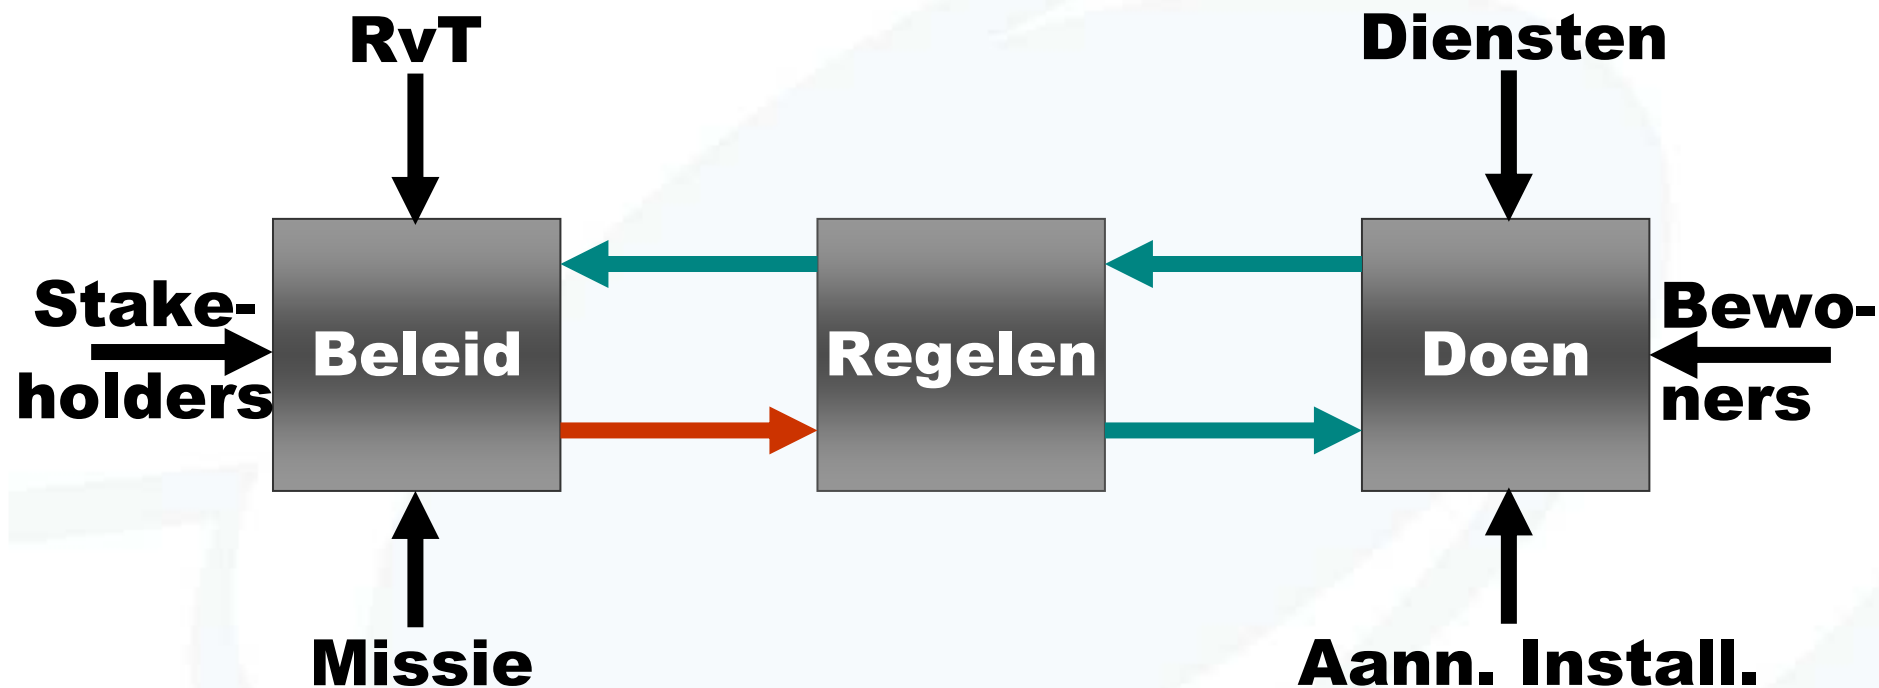 RvT
Diensten
Stake-
holders
Beleid
Regelen
Doen
Bewo-
ners
Missie
Aann. Install.